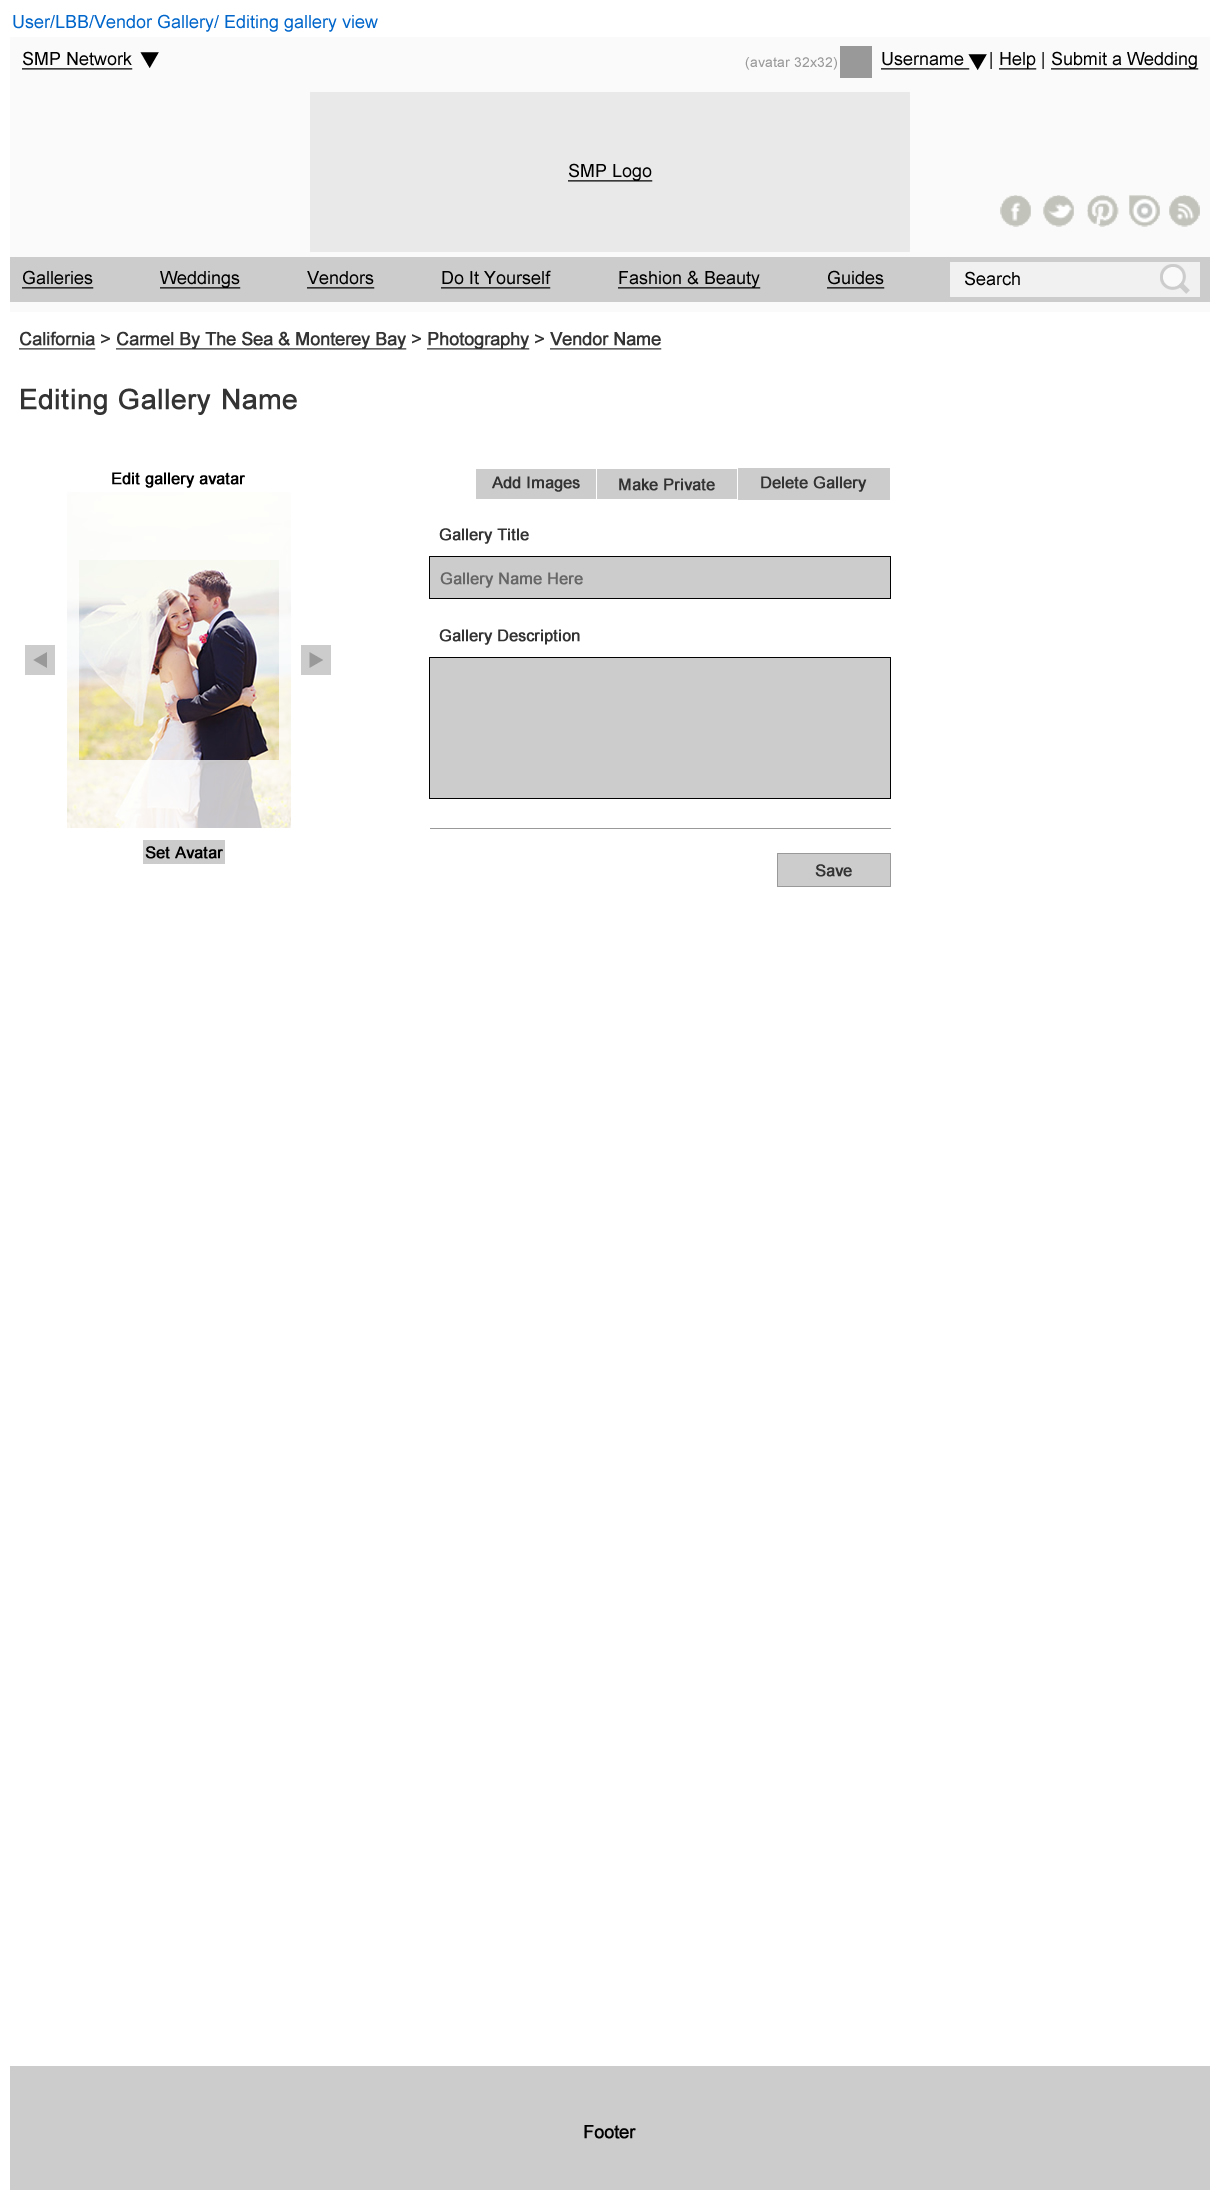 User/LBB/Vendor Gallery/ Editing gallery view
SMP Network
(avatar 32x32) Username | Help | Submit a Wedding
SMP Logo
Galleries Weddings Vendors Do It Yourself Fashion & Beauty Guides Search
California > Carmel By The Sea & Monterey Bay > Photography > Vendor Name
Editing Gallery Name
Edit gallery avatar
Set Avatar
Add Images Make Private Delete Gallery
Gallery Title
Gallery Name Here
Gallery Description
Save
Footer